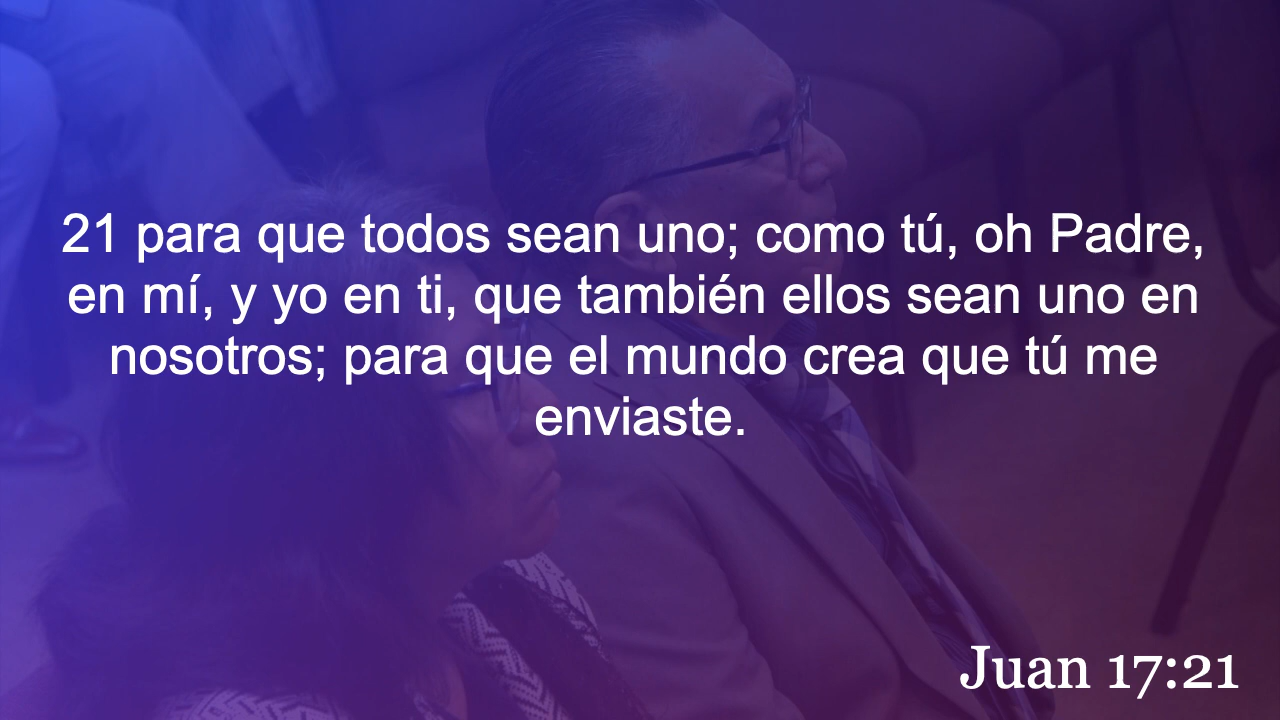 21 para que todos sean uno; como tú, oh Padre,
en mí, y yo en ti, que también ellos sean uno en
nosotros; para que el mundo crea que tú me
enviaste.
Juan 17:21